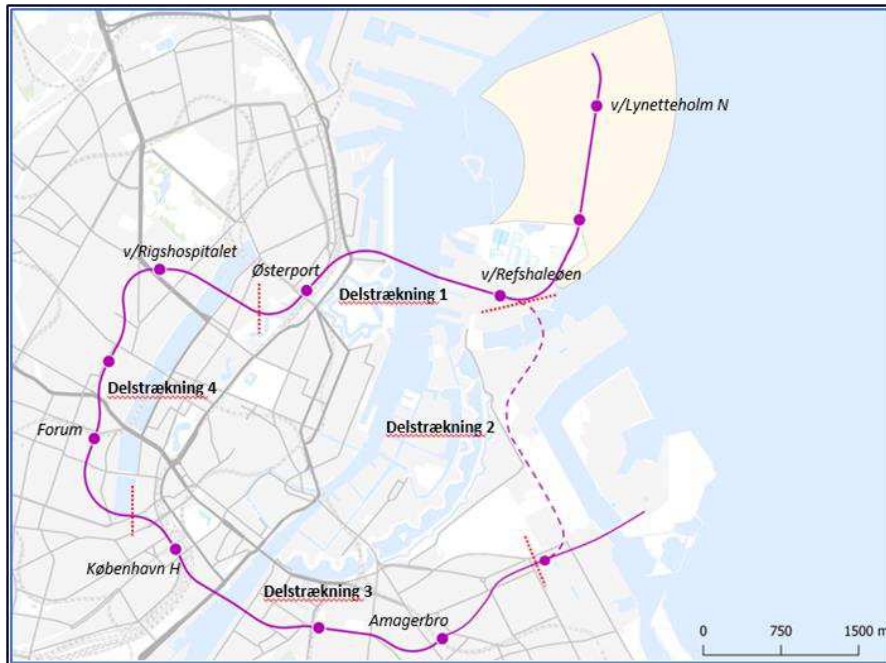 v/Lynetteholm N
v/Rigshospitalet
Østerport
v/Refshaleøen
Delstrækning 1
Delstrækning 4
Forum
Delstrækning 2
København H
Delstrækning 3
Amagerbro
0 750 1500 m